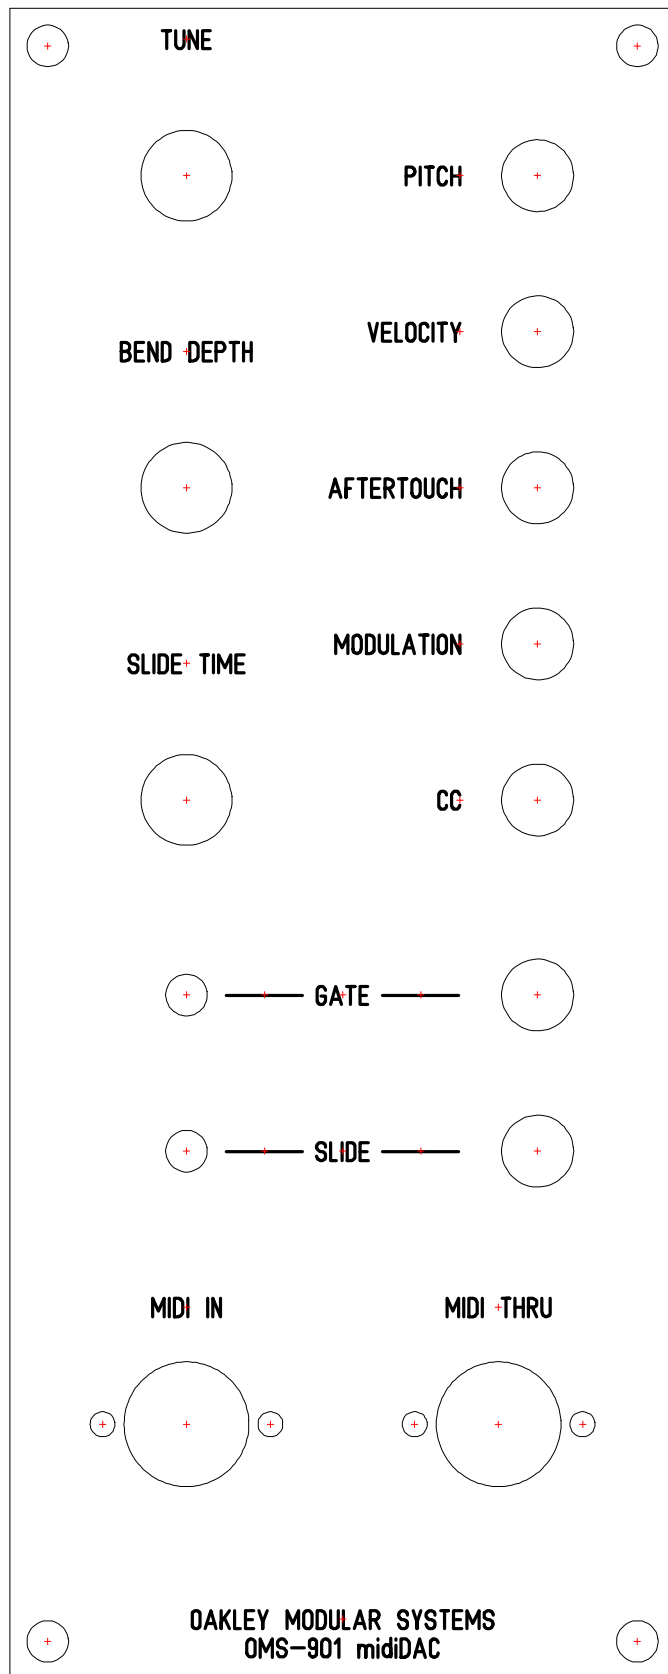 TUNE
PITCH
VELOCITY
BEND DEPTH
AFTERTOUCH
MODULATION
SLIDE TIME
CC
GATE
SLIDE
MIDI IN
MIDI THRU
OAKLEY MODULAR SYSTEMS
OMS-901 midiDAC